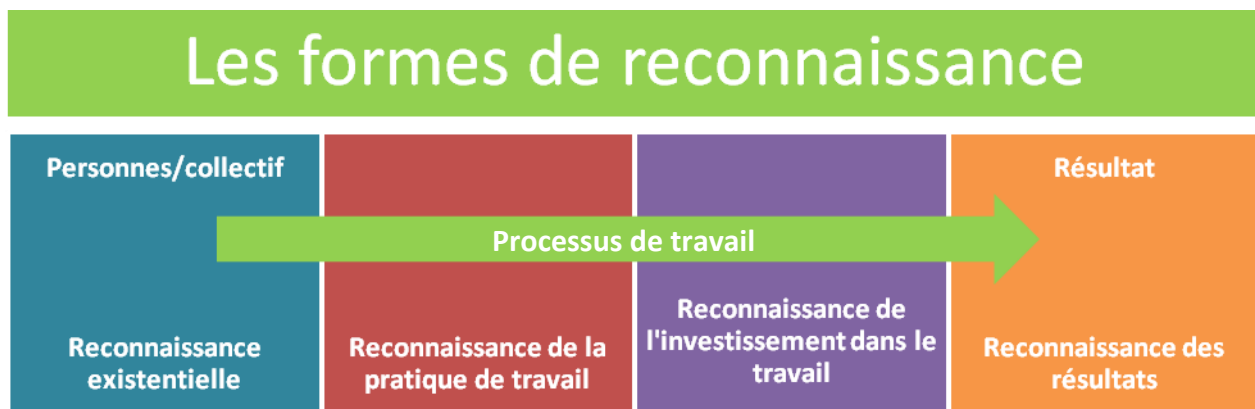 Les formes de reconnaissance
Personnes/collectif
Résultat
Processus de travail
Reconnaissance
existentielle
Reconnaissance de la
pratique de travail
Reconnaissance de
l'investissement dans le
travail
Reconnaissance des
résultats